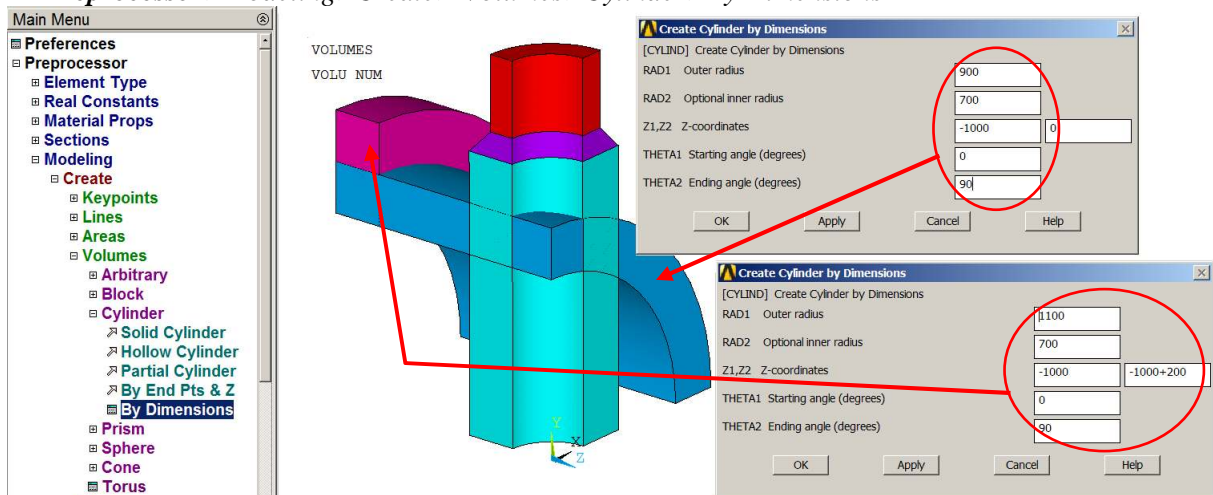 Main Menu
Preferences
Preprocessor
Element Type
Real Constants
Material Props
Sections
Modeling
Create
Keypoints
Lines
Areas
Volumes
Arbitrary
Block
Cylinder
Solid Cylinder
Hollow Cylinder
Partial Cylinder
By End Pts & Z
By Dimensions
Prism
Sphere
Cone
Torus
VOLUMES
VOLU NUM
Y
X
Z
Create Cylinder by Dimensions
[CYLIND] Create Cylinder by Dimensions
RAD1 Outer radius 900
RAD2 Optional inner radius 700
Z1,Z2 Z-coordinates -1000 0
THETA1 Starting angle (degrees) 0
THETA2 Ending angle (degrees) 90
OK Apply Cancel Help
Create Cylinder by Dimensions
[CYLIND] Create Cylinder by Dimensions
RAD1 Outer radius 1100
RAD2 Optional inner radius 700
Z1,Z2 Z-coordinates -1000 -1000+200
THETA1 Starting angle (degrees) 0
THETA2 Ending angle (degrees) 90
OK Apply Cancel Help